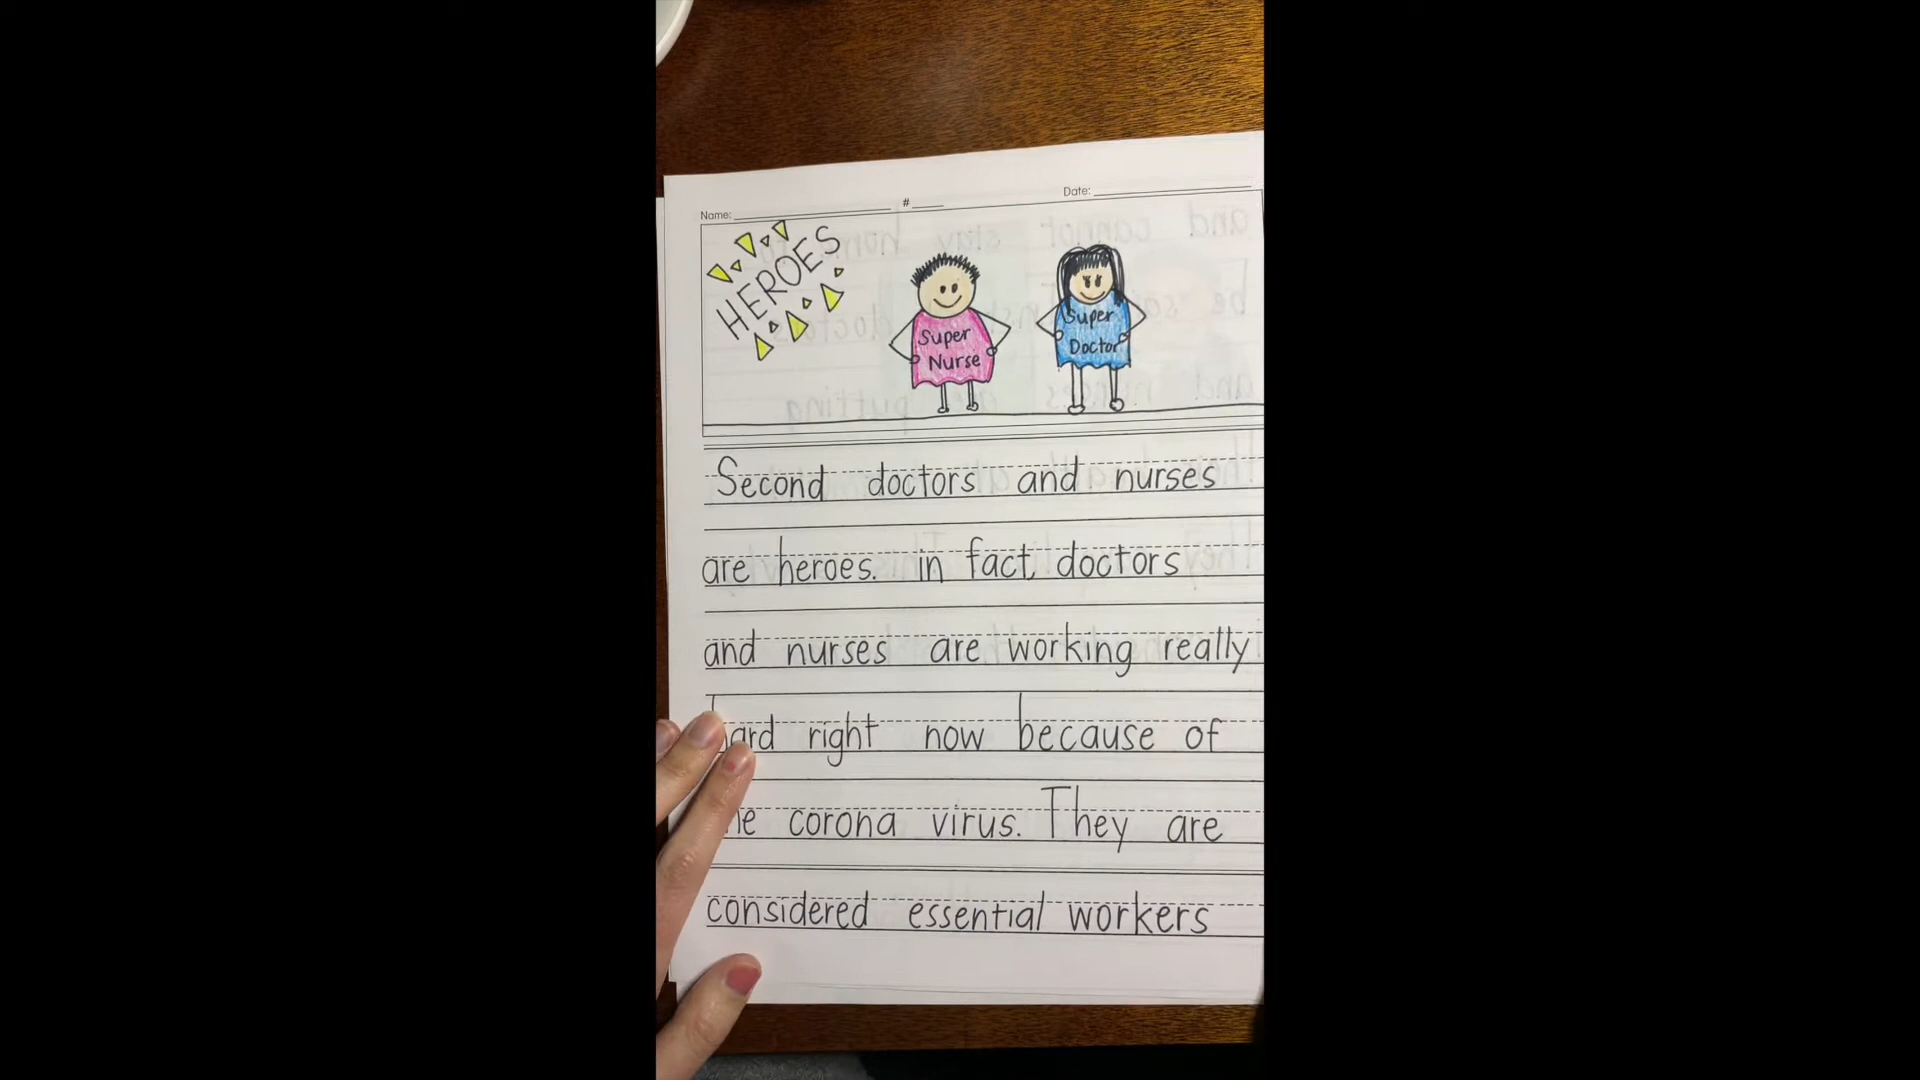 Name:
#
Date:
HEROES
Super
Nurse
Super
Doctor
Second doctors and nurses
are heroes. in fact, doctors
and nurses are working really
hard right now because of
corona virus. They are
considered essential workers